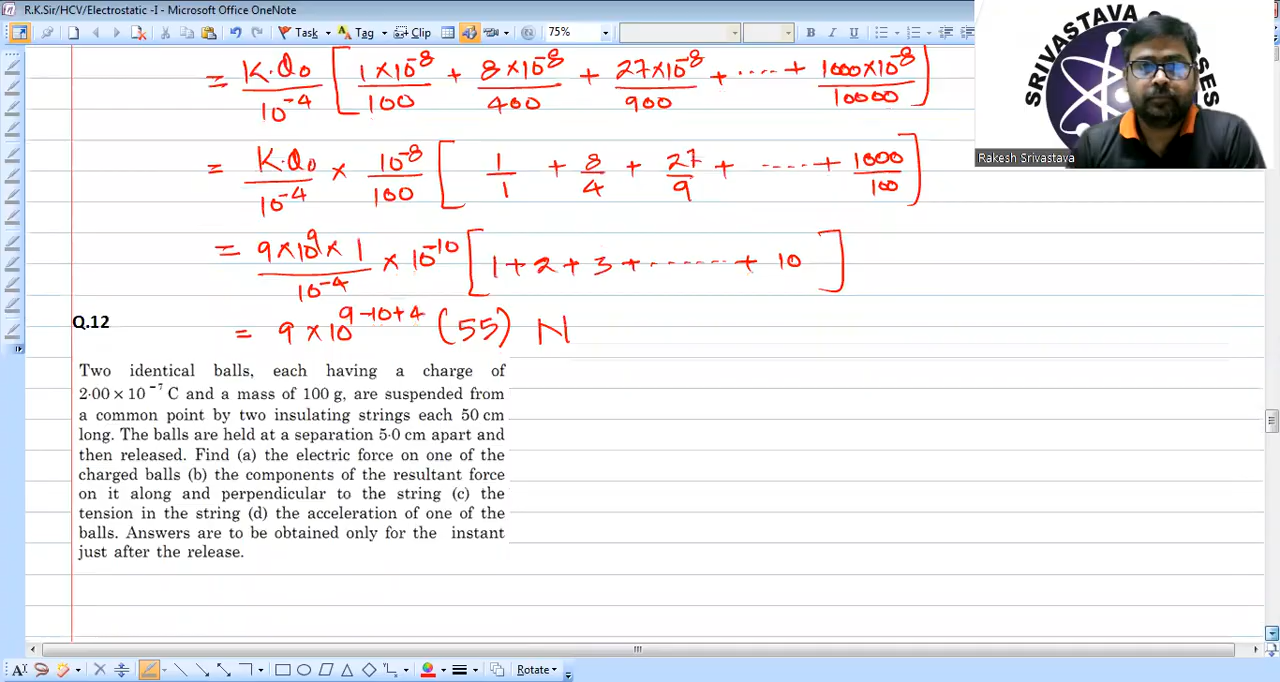 R.K.Sir/HCV/Electrostatic -I - Microsoft Office OneNote
Task Tag Clip 75% B I U
SRIVASTAVA CLASSES
Rakesh Srivastava
= K·Q₀/10⁻⁴ [ 1×10⁻⁸/100 + 8×10⁻⁸/400 + 27×10⁻⁸/900 + ..... + 1000×10⁻⁸/10000 ]
= K·Q₀/10⁻⁴ × 10⁻⁸/100 [ 1/1 + 8/4 + 27/9 + ..... + 1000/100 ]
= 9×10⁹×1/10⁻⁴ × 10⁻¹⁰ [ 1+2+3+........+ 10 ]
Q.12
= 9×10⁹⁻¹⁰⁺⁴ (55) N
Two identical balls, each having a charge of
2·00 × 10⁻⁷ C and a mass of 100 g, are suspended from
a common point by two insulating strings each 50 cm
long. The balls are held at a separation 5·0 cm apart and
then released. Find (a) the electric force on one of the
charged balls (b) the components of the resultant force
on it along and perpendicular to the string (c) the
tension in the string (d) the acceleration of one of the
balls. Answers are to be obtained only for the instant
just after the release.
A Rotate